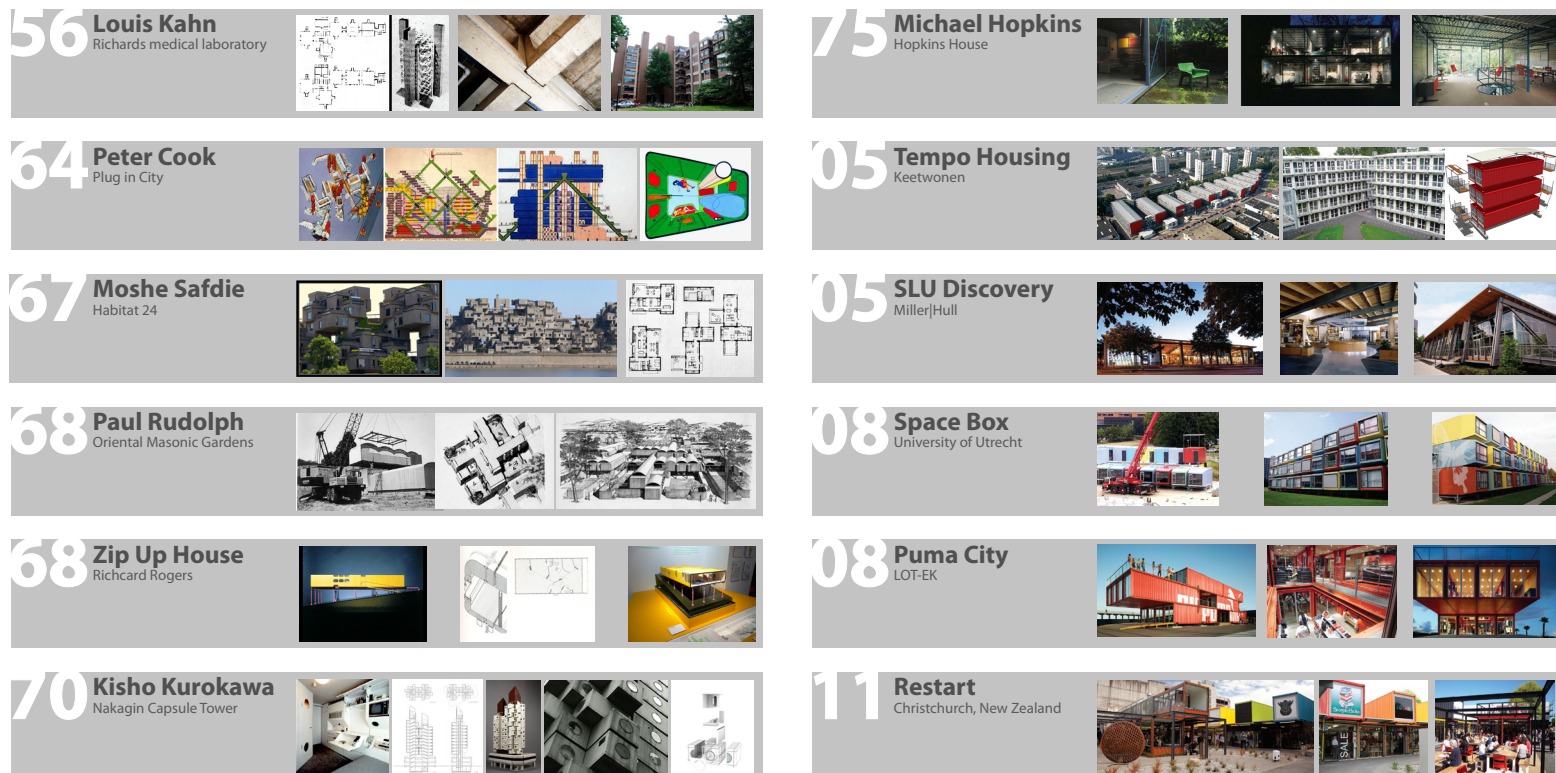 56
Louis Kahn
Richards medical laboratory
64
Peter Cook
Plug in City
67
Moshe Safdie
Habitat 24
68
Paul Rudolph
Oriental Masonic Gardens
68
Zip Up House
Richcard Rogers
70
Kisho Kurokawa
Nakagin Capsule Tower
75
Michael Hopkins
Hopkins House
05
Tempo Housing
Keetwonen
05
SLU Discovery
Miller|Hull
08
Space Box
University of Utrecht
08
Puma City
LOT-EK
11
Restart
Christchurch, New Zealand
SALE